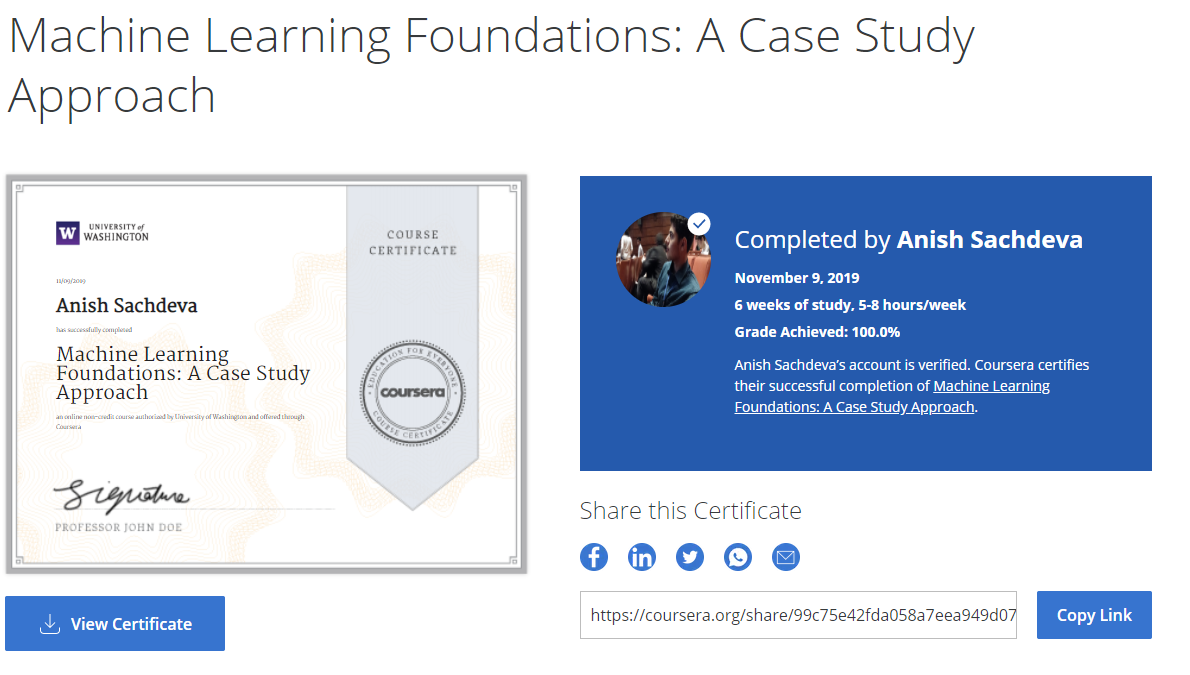 Machine Learning Foundations: A Case Study
Approach
W
UNIVERSITY of
WASHINGTON
11/09/2019
Anish Sachdeva
has successfully completed
Machine Learning
Foundations: A Case Study
Approach
an online non-credit course authorized by University of Washington and offered through
Coursera
Signature
PROFESSOR JOHN DOE
COURSE
CERTIFICATE
EDUCATION FOR EVERYONE
coursera
COURSE CERTIFICATE
View Certificate
Completed by Anish Sachdeva
November 9, 2019
6 weeks of study, 5-8 hours/week
Grade Achieved: 100.0%
Anish Sachdeva’s account is verified. Coursera certifies
their successful completion of Machine Learning
Foundations: A Case Study Approach.
Share this Certificate
f
in
https://coursera.org/share/99c75e42fda058a7eea949d07
Copy Link